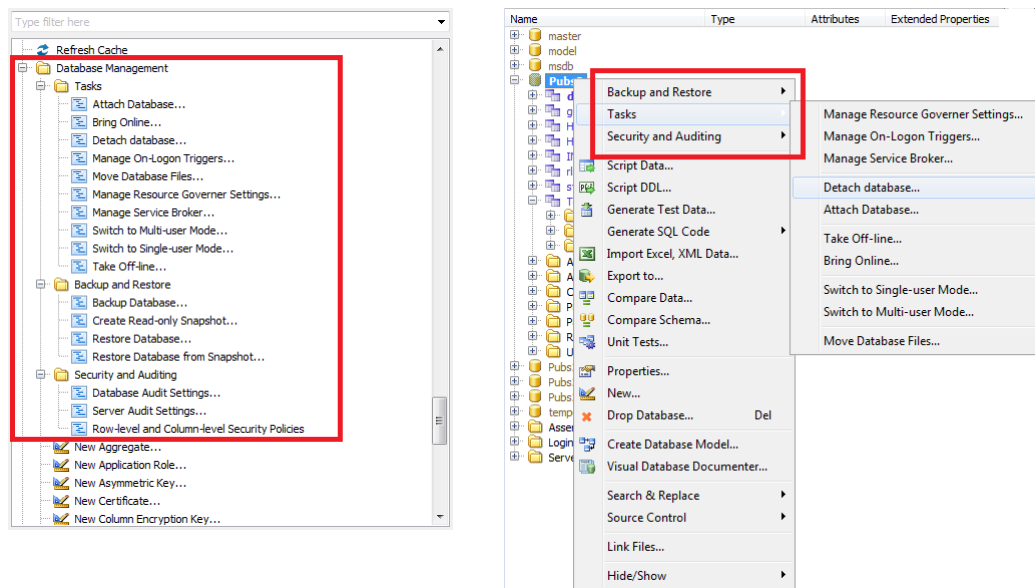 Type filter here
Refresh Cache
Database Management
Tasks
Attach Database...
Bring Online...
Detach database...
Manage On-Logon Triggers...
Move Database Files...
Manage Resource Governer Settings...
Manage Service Broker...
Switch to Multi-user Mode...
Switch to Single-user Mode...
Take Off-line...
Backup and Restore
Backup Database...
Create Read-only Snapshot...
Restore Database...
Restore Database from Snapshot...
Security and Auditing
Database Audit Settings...
Server Audit Settings...
Row-level and Column-level Security Policies
New Aggregate...
New Application Role...
New Asymmetric Key...
New Certificate...
New Column Encryption Key...
Name Type Attributes Extended Properties
master
model
msdb
Pubs
d
g
H
H
I
rl
s
T
A
A
C
P
P
R
U
Pubs
Pubs
Pubs
temp
Asse
Login
Serve
Backup and Restore
Tasks
Security and Auditing
Script Data...
Script DDL...
Generate Test Data...
Generate SQL Code
Import Excel, XML Data...
Export to...
Compare Data...
Compare Schema...
Unit Tests...
Properties...
New...
Drop Database... Del
Create Database Model...
Visual Database Documenter...
Search & Replace
Source Control
Link Files...
Hide/Show
Manage Resource Governer Settings...
Manage On-Logon Triggers...
Manage Service Broker...
Detach database...
Attach Database...
Take Off-line...
Bring Online...
Switch to Single-user Mode...
Switch to Multi-user Mode...
Move Database Files...